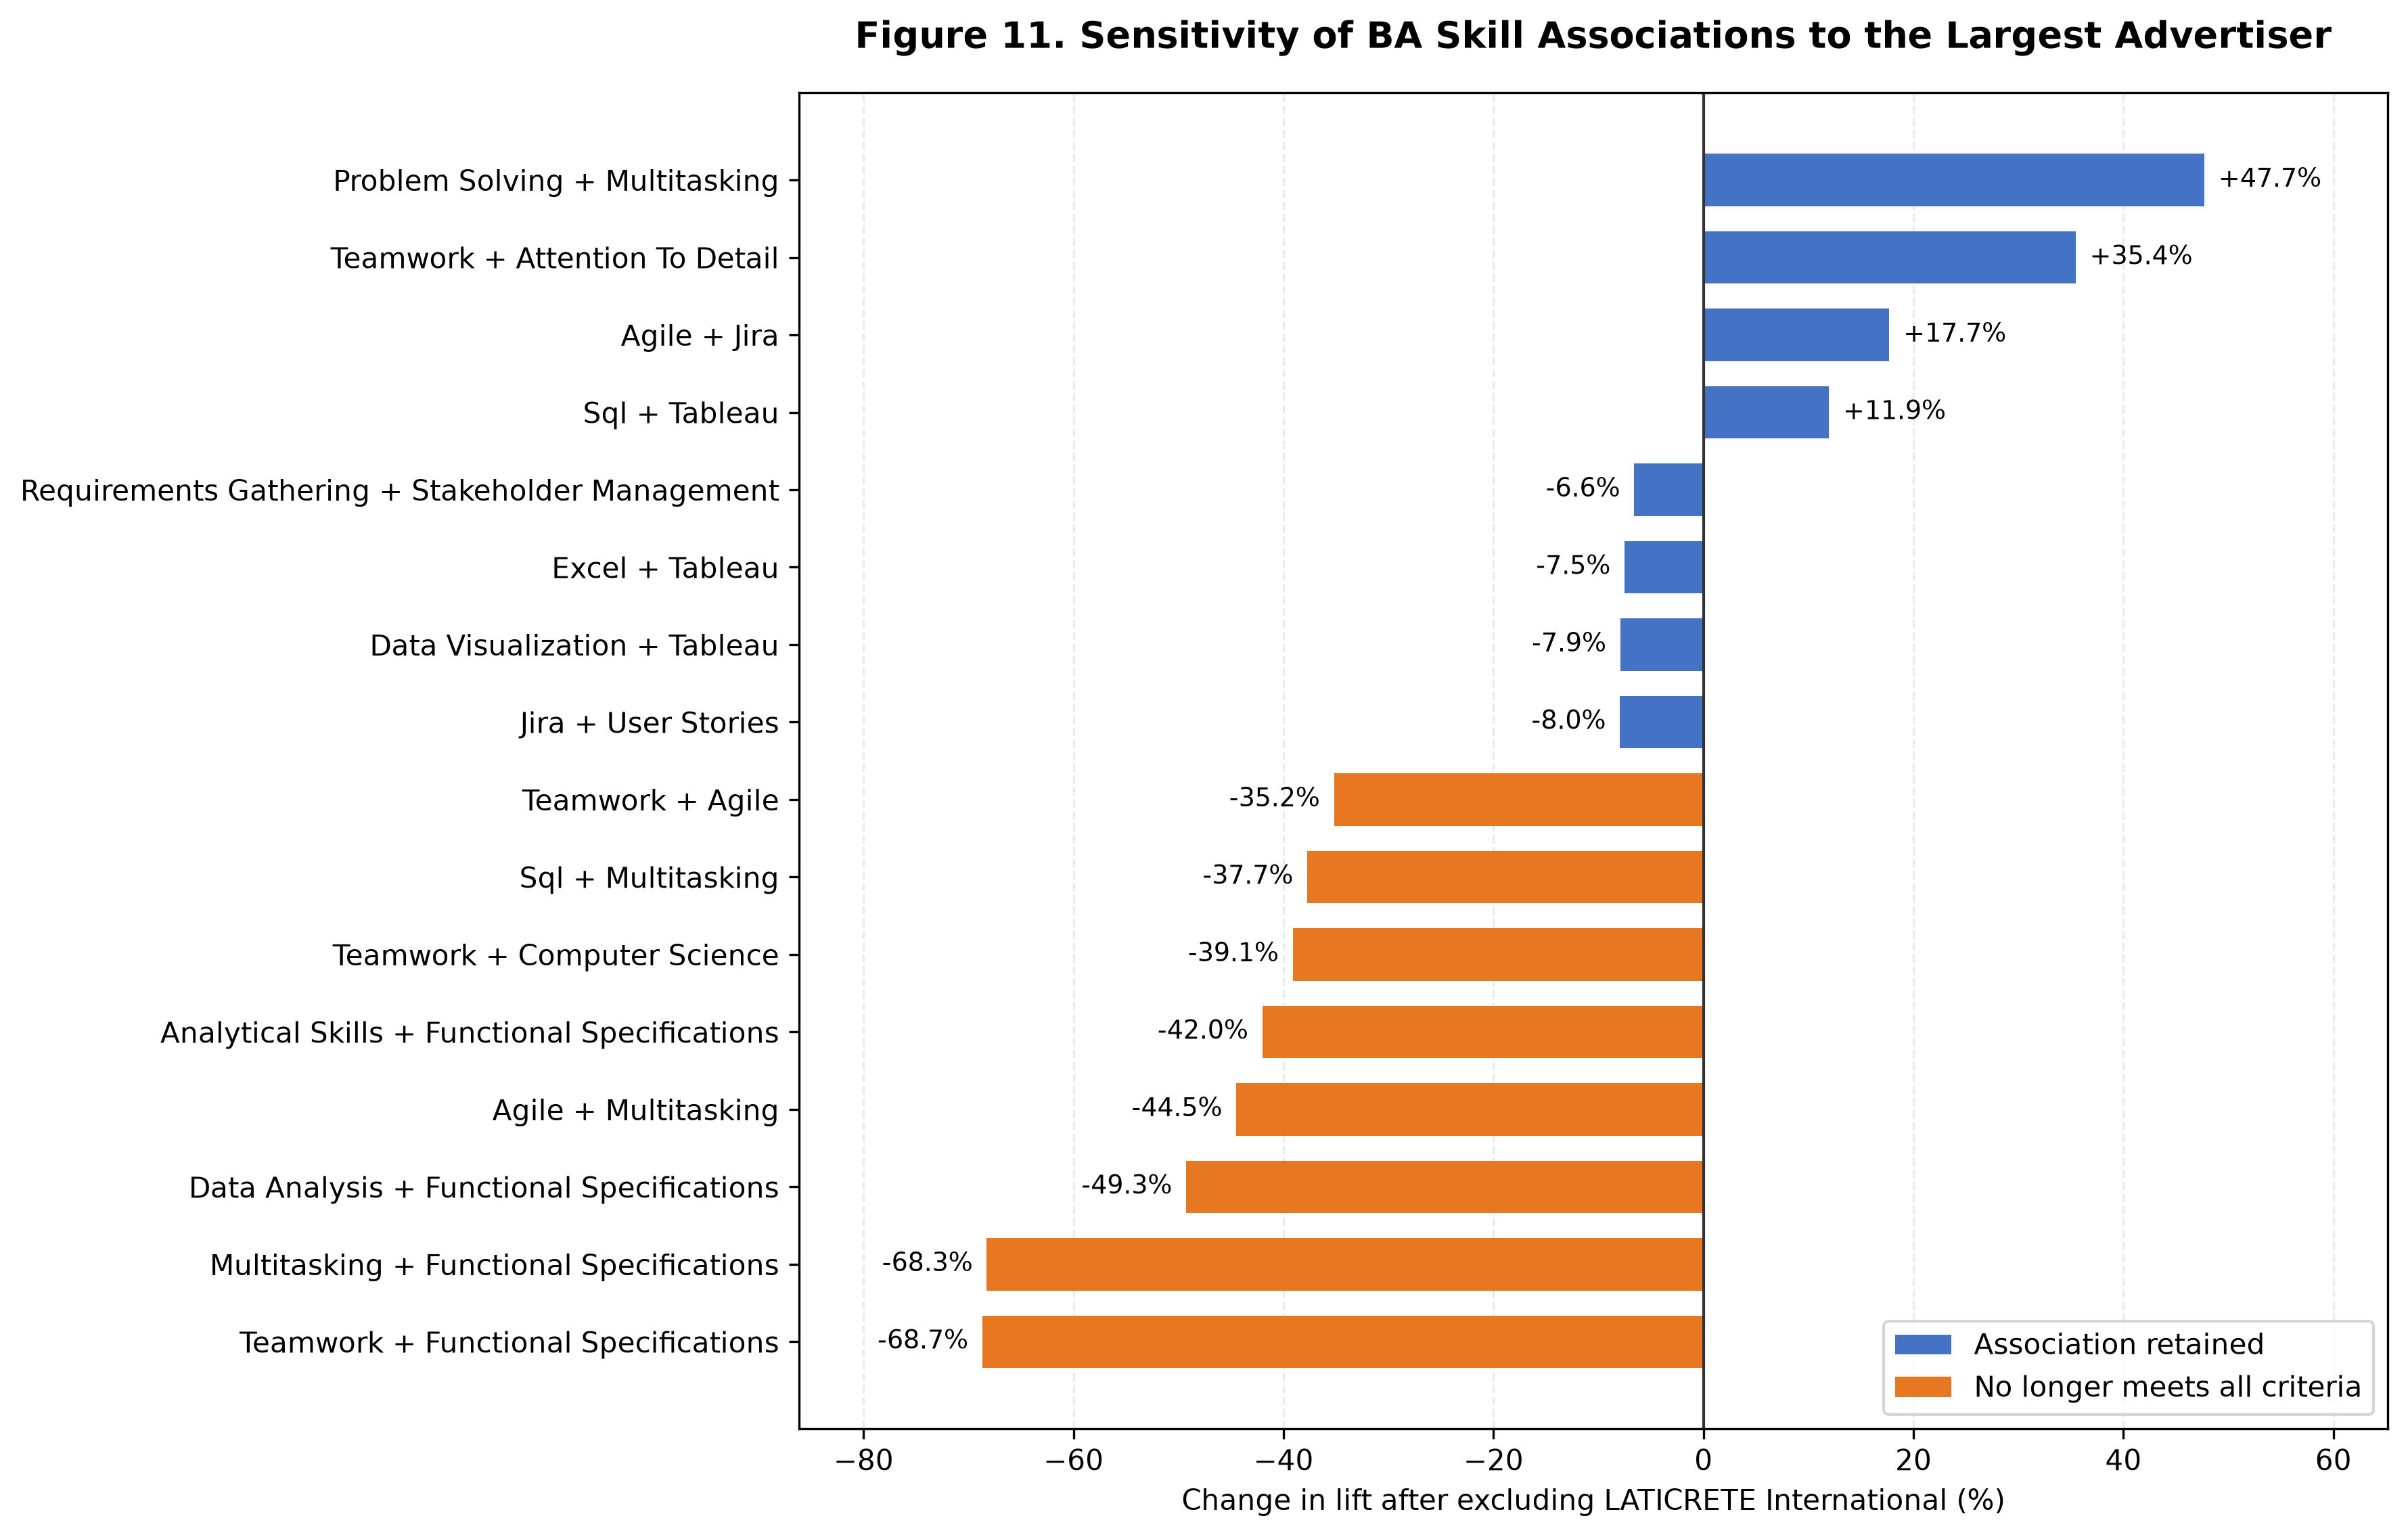 Figure 11. Sensitivity of BA Skill Associations to the Largest Advertiser
Problem Solving + Multitasking
+47.7%
Teamwork + Attention To Detail
+35.4%
Agile + Jira
+17.7%
Sql + Tableau
+11.9%
Requirements Gathering + Stakeholder Management
-6.6%
Excel + Tableau
-7.5%
Data Visualization + Tableau
-7.9%
Jira + User Stories
-8.0%
Teamwork + Agile
-35.2%
Sql + Multitasking
-37.7%
Teamwork + Computer Science
-39.1%
Analytical Skills + Functional Specifications
-42.0%
Agile + Multitasking
-44.5%
Data Analysis + Functional Specifications
-49.3%
Multitasking + Functional Specifications
-68.3%
Teamwork + Functional Specifications
-68.7%
Association retained
No longer meets all criteria
−80 −60 −40 −20 0 20 40 60
Change in lift after excluding LATICRETE International (%)